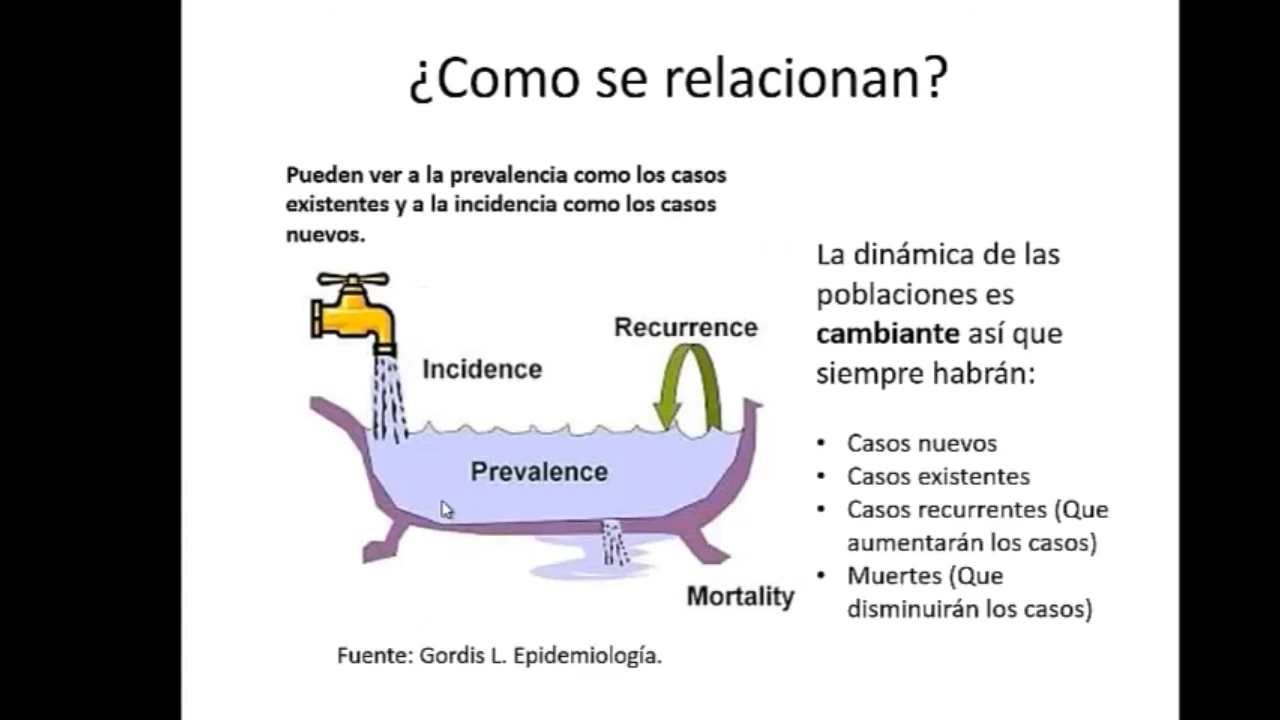 ¿Como se relacionan?
Pueden ver a la prevalencia como los casos
existentes y a la incidencia como los casos
nuevos.
Incidence
Recurrence
Prevalence
Mortality
Fuente: Gordis L. Epidemiología.
La dinámica de las
poblaciones es
cambiante así que
siempre habrán:
• Casos nuevos
• Casos existentes
• Casos recurrentes (Que
aumentarán los casos)
• Muertes (Que
disminuirán los casos)